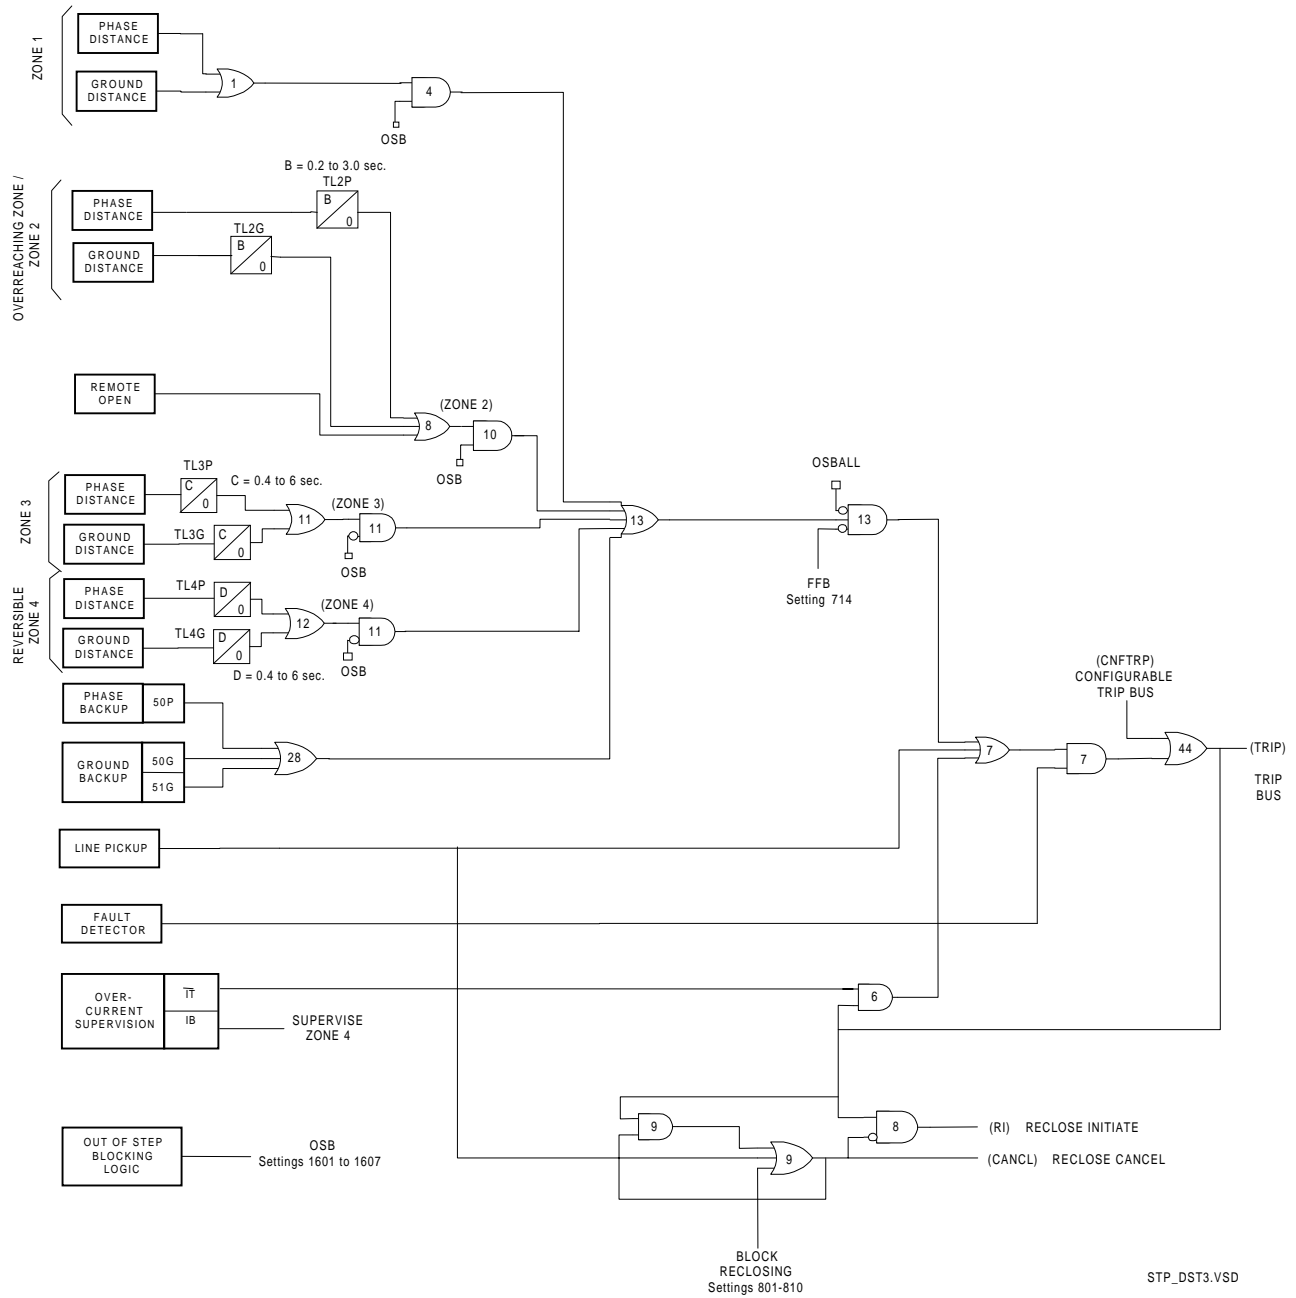 ZONE 1
PHASE
DISTANCE
GROUND
DISTANCE
1
4
OSB
OVERREACHING ZONE /
ZONE 2
B = 0.2 to 3.0 sec.
TL2P
PHASE
DISTANCE
B
0
TL2G
GROUND
DISTANCE
B
0
REMOTE
OPEN
(ZONE 2)
8
10
OSB
ZONE 3
TL3P
C = 0.4 to 6 sec.
PHASE
DISTANCE
C
0
(ZONE 3)
11
11
GROUND
DISTANCE
TL3G
C
0
OSB
13
OSBALL
13
FFB
Setting 714
REVERSIBLE
ZONE 4
PHASE
DISTANCE
TL4P
D
0
(ZONE 4)
12
11
GROUND
DISTANCE
TL4G
D
0
OSB
D = 0.4 to 6 sec.
PHASE
BACKUP
50P
GROUND
BACKUP
50G
51G
28
(CNFTRP)
CONFIGURABLE
TRIP BUS
7
7
44
(TRIP)
TRIP
BUS
LINE PICKUP
FAULT
DETECTOR
OVER-
CURRENT
SUPERVISION
IT
IB
SUPERVISE
ZONE 4
6
OUT OF STEP
BLOCKING
LOGIC
OSB
Settings 1601 to 1607
9
9
8
(RI) RECLOSE INITIATE
(CANCL) RECLOSE CANCEL
BLOCK
RECLOSING
Settings 801-810
STP_DST3.VSD